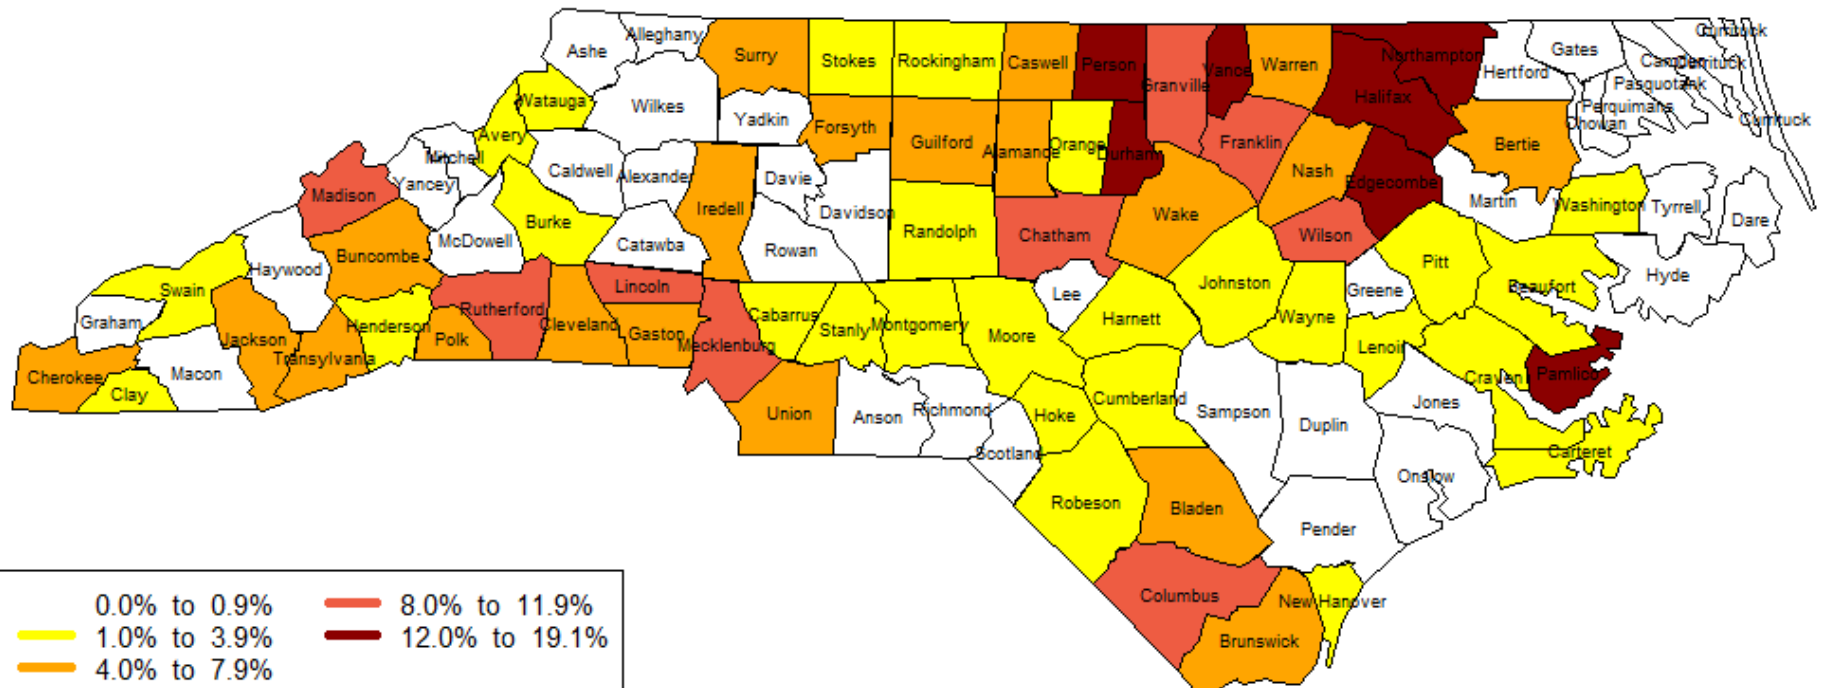 Currituck
Alleghany
Ashe
Surry
Stokes
Rockingham
Caswell
Person
Granville
Vance
Warren
Northampton
Halifax
Hertford
Gates
Camden
Currituck
Pasquotank
Perquimans
Chowan
Currituck
Watauga
Wilkes
Yadkin
Forsyth
Guilford
Alamance
Orange
Durham
Franklin
Nash
Edgecombe
Bertie
Avery
Mitchell
Yancey
Madison
Caldwell
Alexander
Davie
Iredell
Davidson
Martin
Washington
Tyrrell
Dare
Burke
McDowell
Catawba
Rowan
Randolph
Chatham
Wake
Wilson
Pitt
Beaufort
Hyde
Buncombe
Haywood
Swain
Graham
Jackson
Rutherford
Lincoln
Henderson
Cleveland
Gaston
Polk
Transylvania
Mecklenburg
Cabarrus
Stanly
Montgomery
Moore
Lee
Harnett
Johnston
Wayne
Greene
Lenoir
Craven
Pamlico
Cherokee
Clay
Macon
Union
Anson
Richmond
Scotland
Hoke
Cumberland
Sampson
Duplin
Jones
Carteret
Onslow
Robeson
Bladen
Pender
Columbus
New Hanover
Brunswick
0.0% to 0.9%
1.0% to 3.9%
4.0% to 7.9%
8.0% to 11.9%
12.0% to 19.1%